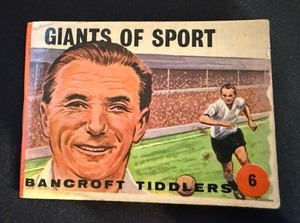 GIANTS OF SPORT
BANCROFT TIDDLERS
6